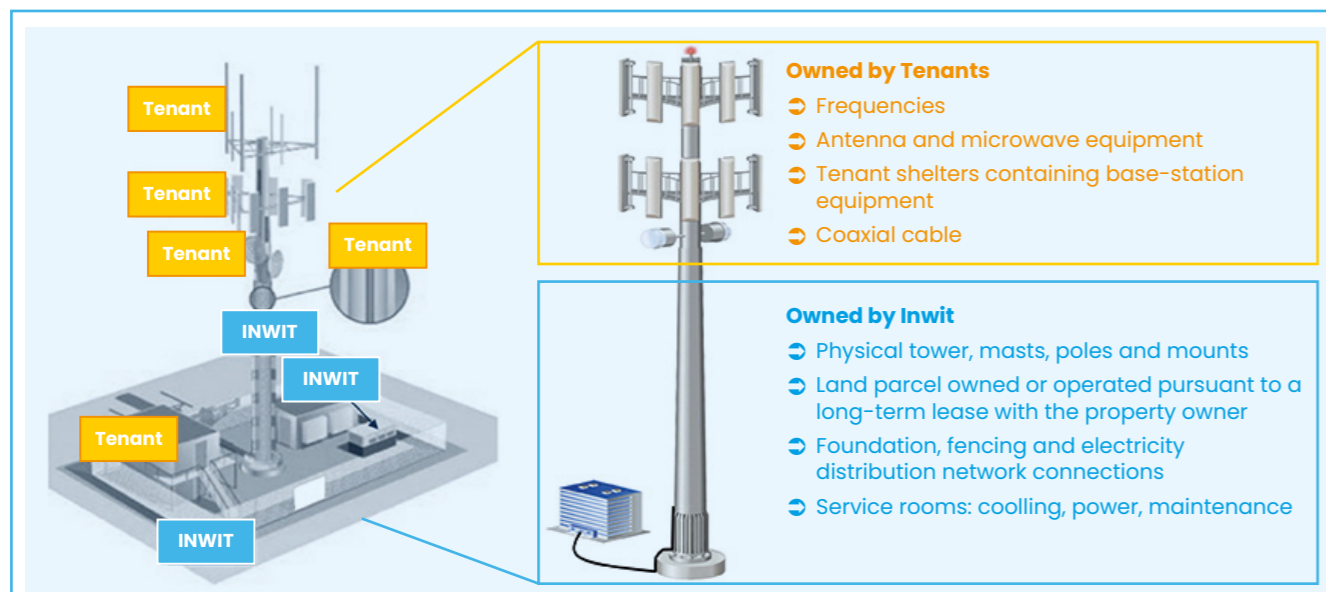 Tenant
Tenant
Tenant
Tenant
INWIT
INWIT
Tenant
INWIT
Owned by Tenants
Frequencies
Antenna and microwave equipment
Tenant shelters containing base-station
equipment
Coaxial cable
Owned by Inwit
Physical tower, masts, poles and mounts
Land parcel owned or operated pursuant to a
long-term lease with the property owner
Foundation, fencing and electricity
distribution network connections
Service rooms: coolling, power, maintenance